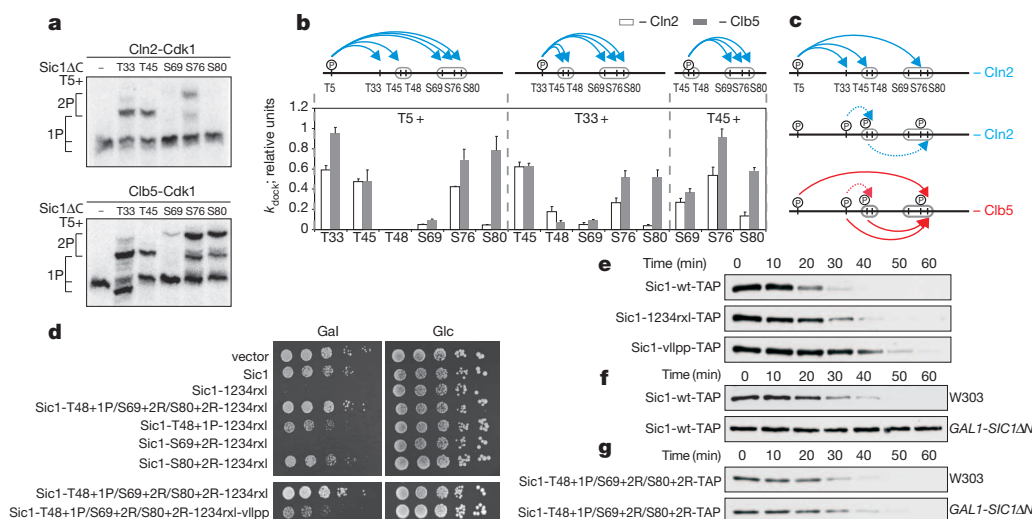 a
Cln2-Cdk1
Sic1ΔC – T33 T45 S69 S76 S80
T5+
2P
1P
Clb5-Cdk1
Sic1ΔC – T33 T45 S69 S76 S80
T5+
2P
1P
b
– Cln2 – Clb5
P P P
T5 T33 T45 T48 S69 S76 S80
T33 T45 T48 S69 S76 S80
T45 T48 S69 S76 S80
T5 + T33 + T45 +
kdock; relative units
1.2
1
0.8
0.6
0.4
0.2
0
T33 T45 T48 S69 S76 S80 T45 T48 S69 S76 S80 S69 S76 S80
c
P
– Cln2
P P P P
– Cln2
P P P P
– Clb5
d
Gal Glc
vector
Sic1
Sic1-1234rxl
Sic1-T48+1P/S69+2R/S80+2R-1234rxl
Sic1-T48+1P-1234rxl
Sic1-S69+2R-1234rxl
Sic1-S80+2R-1234rxl
Sic1-T48+1P/S69+2R/S80+2R-1234rxl
Sic1-T48+1P/S69+2R/S80+2R-1234rxl-vllpp
e
Time (min) 0 10 20 30 40 50 60
Sic1-wt-TAP
Sic1-1234rxl-TAP
Sic1-vllpp-TAP
f
Time (min) 0 10 20 30 40 50 60
Sic1-wt-TAP W303
Sic1-wt-TAP GAL1-SIC1ΔN
g
Time (min) 0 10 20 30 40 50 60
Sic1-T48+1P/S69+2R/S80+2R-TAP W303
Sic1-T48+1P/S69+2R/S80+2R-TAP GAL1-SIC1ΔN